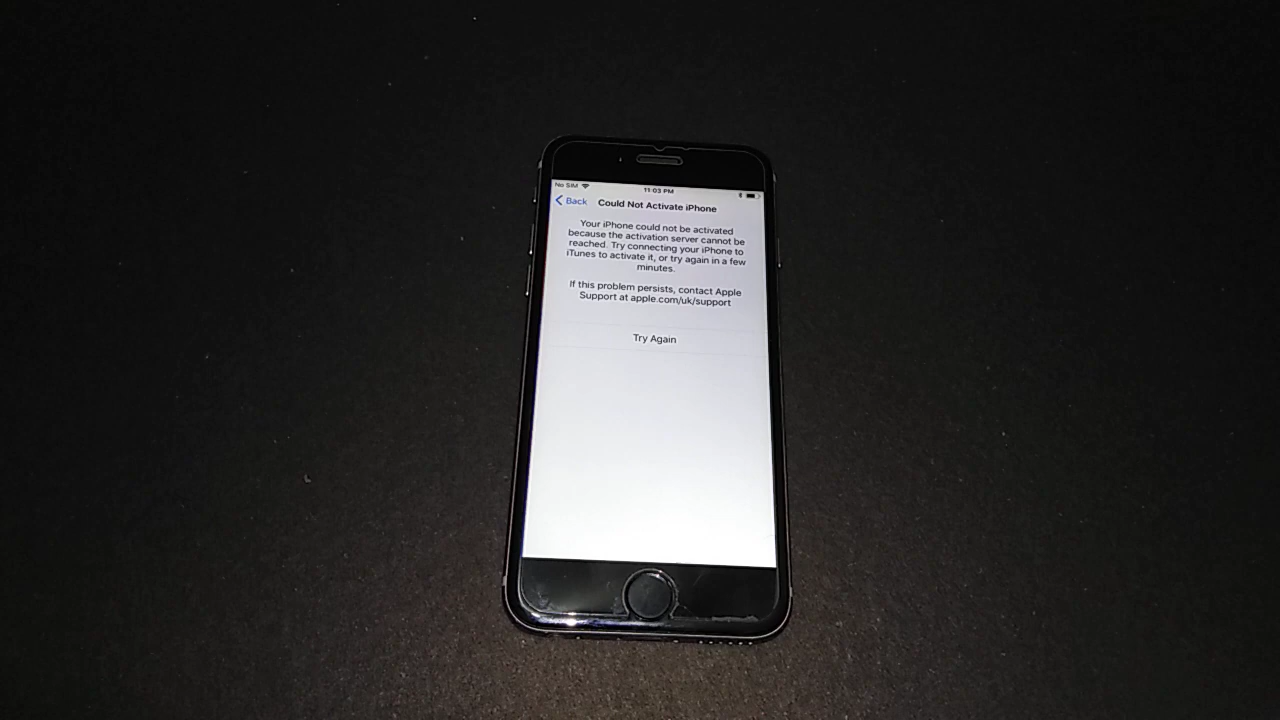 No SIM
11:03 PM
Back
Could Not Activate iPhone
Your iPhone could not be activated
because the activation server cannot be
reached. Try connecting your iPhone to
iTunes to activate it, or try again in a few
minutes.
If this problem persists, contact Apple
Support at apple.com/uk/support
Try Again